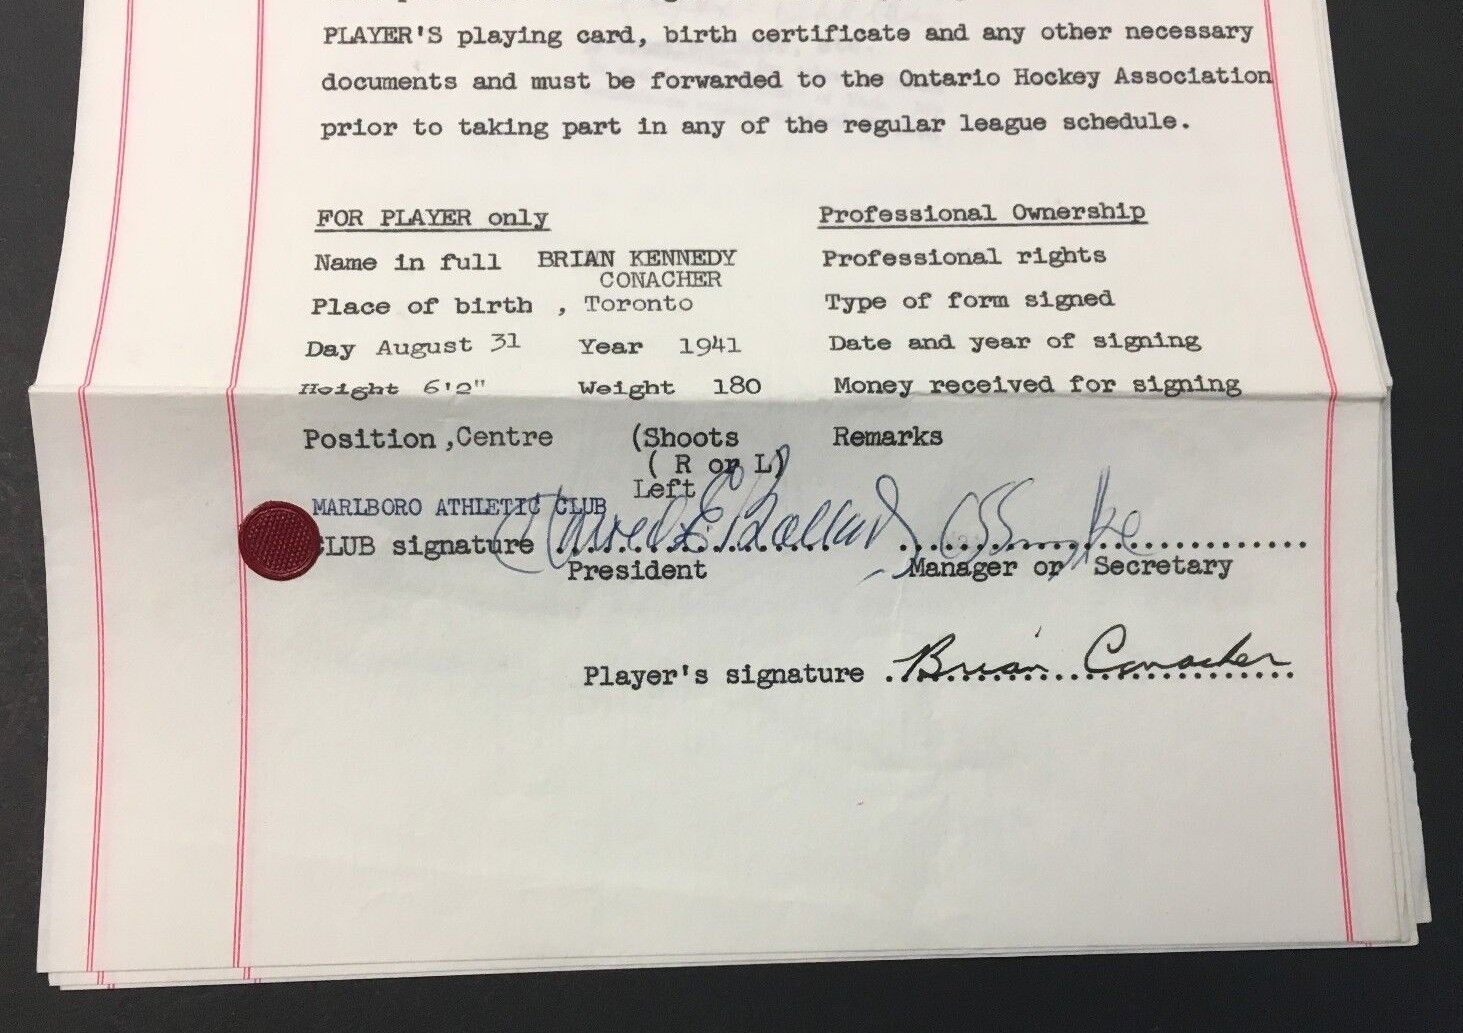 PLAYER'S playing card, birth certificate and any other necessary
documents and must be forwarded to the Ontario Hockey Association
prior to taking part in any of the regular league schedule.
FOR PLAYER only
Name in full BRIAN KENNEDY
CONACHER
Place of birth , Toronto
Day August 31 Year 1941
Height 6'2" Weight 180
Position, Centre (Shoots
( R or L)
Left
Professional Ownership
Professional rights
Type of form signed
Date and year of signing
Money received for signing
Remarks
MARLBORO ATHLETIC CLUB
CLUB signature Harold E Ballard
President Manager or Secretary
Player's signature Brian Conacher